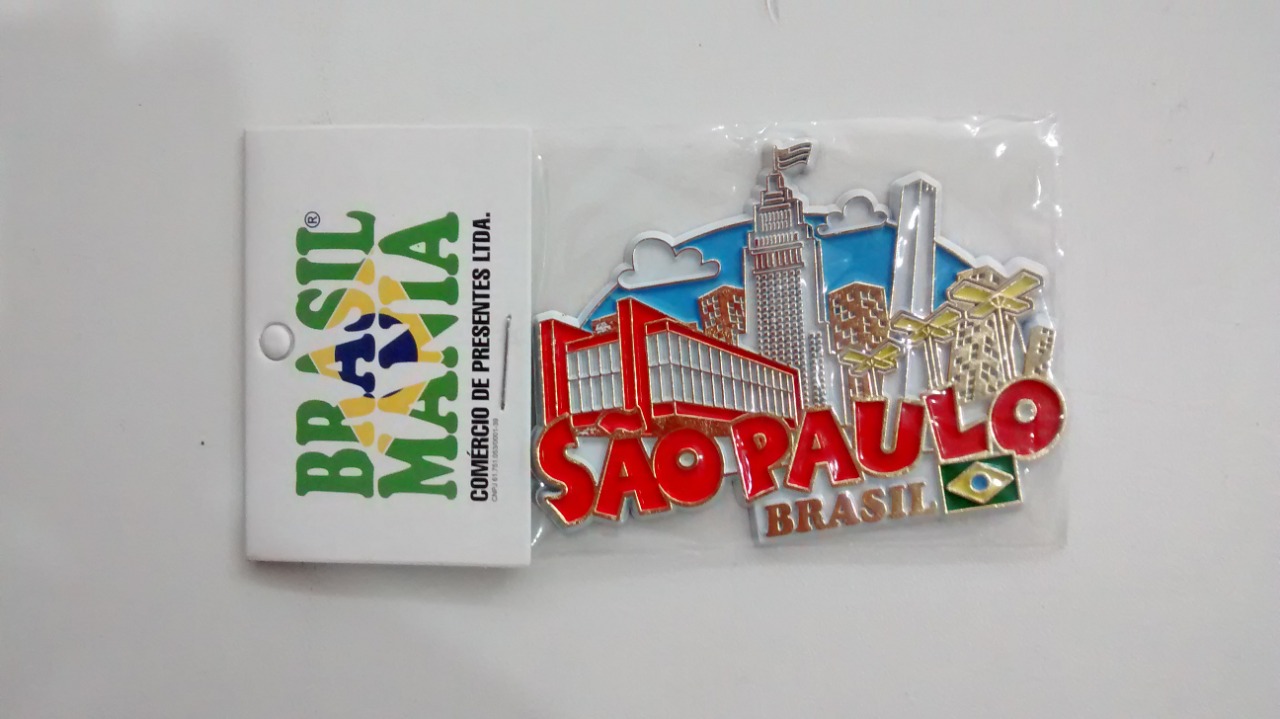 BRASIL ®
MANIA
COMÉRCIO DE PRESENTES LTDA.
SÃO PAULO
BRASIL